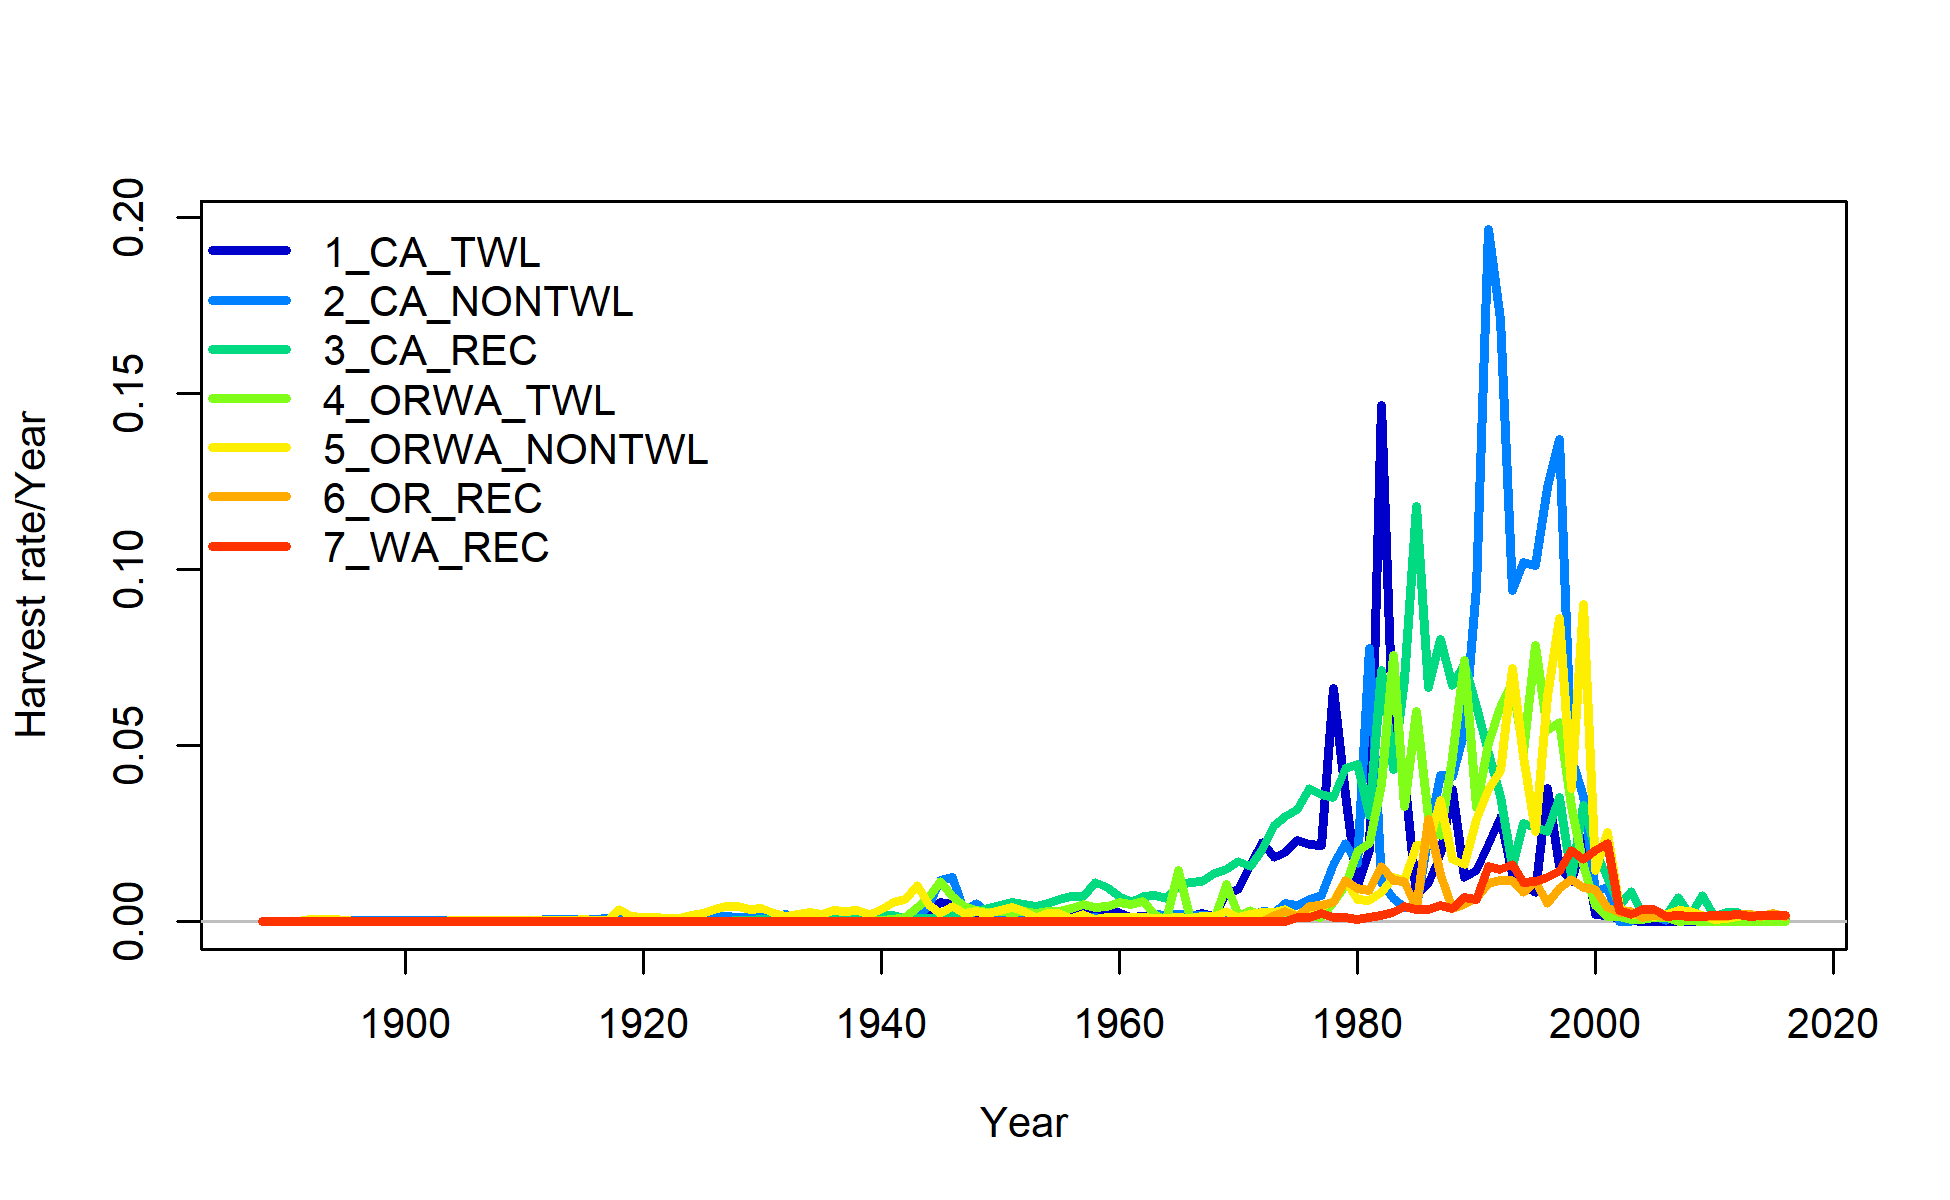 Harvest rate/Year
0.20
0.15
0.10
0.05
0.00
1_CA_TWL
2_CA_NONTWL
3_CA_REC
4_ORWA_TWL
5_ORWA_NONTWL
6_OR_REC
7_WA_REC
1900 1920 1940 1960 1980 2000 2020
Year